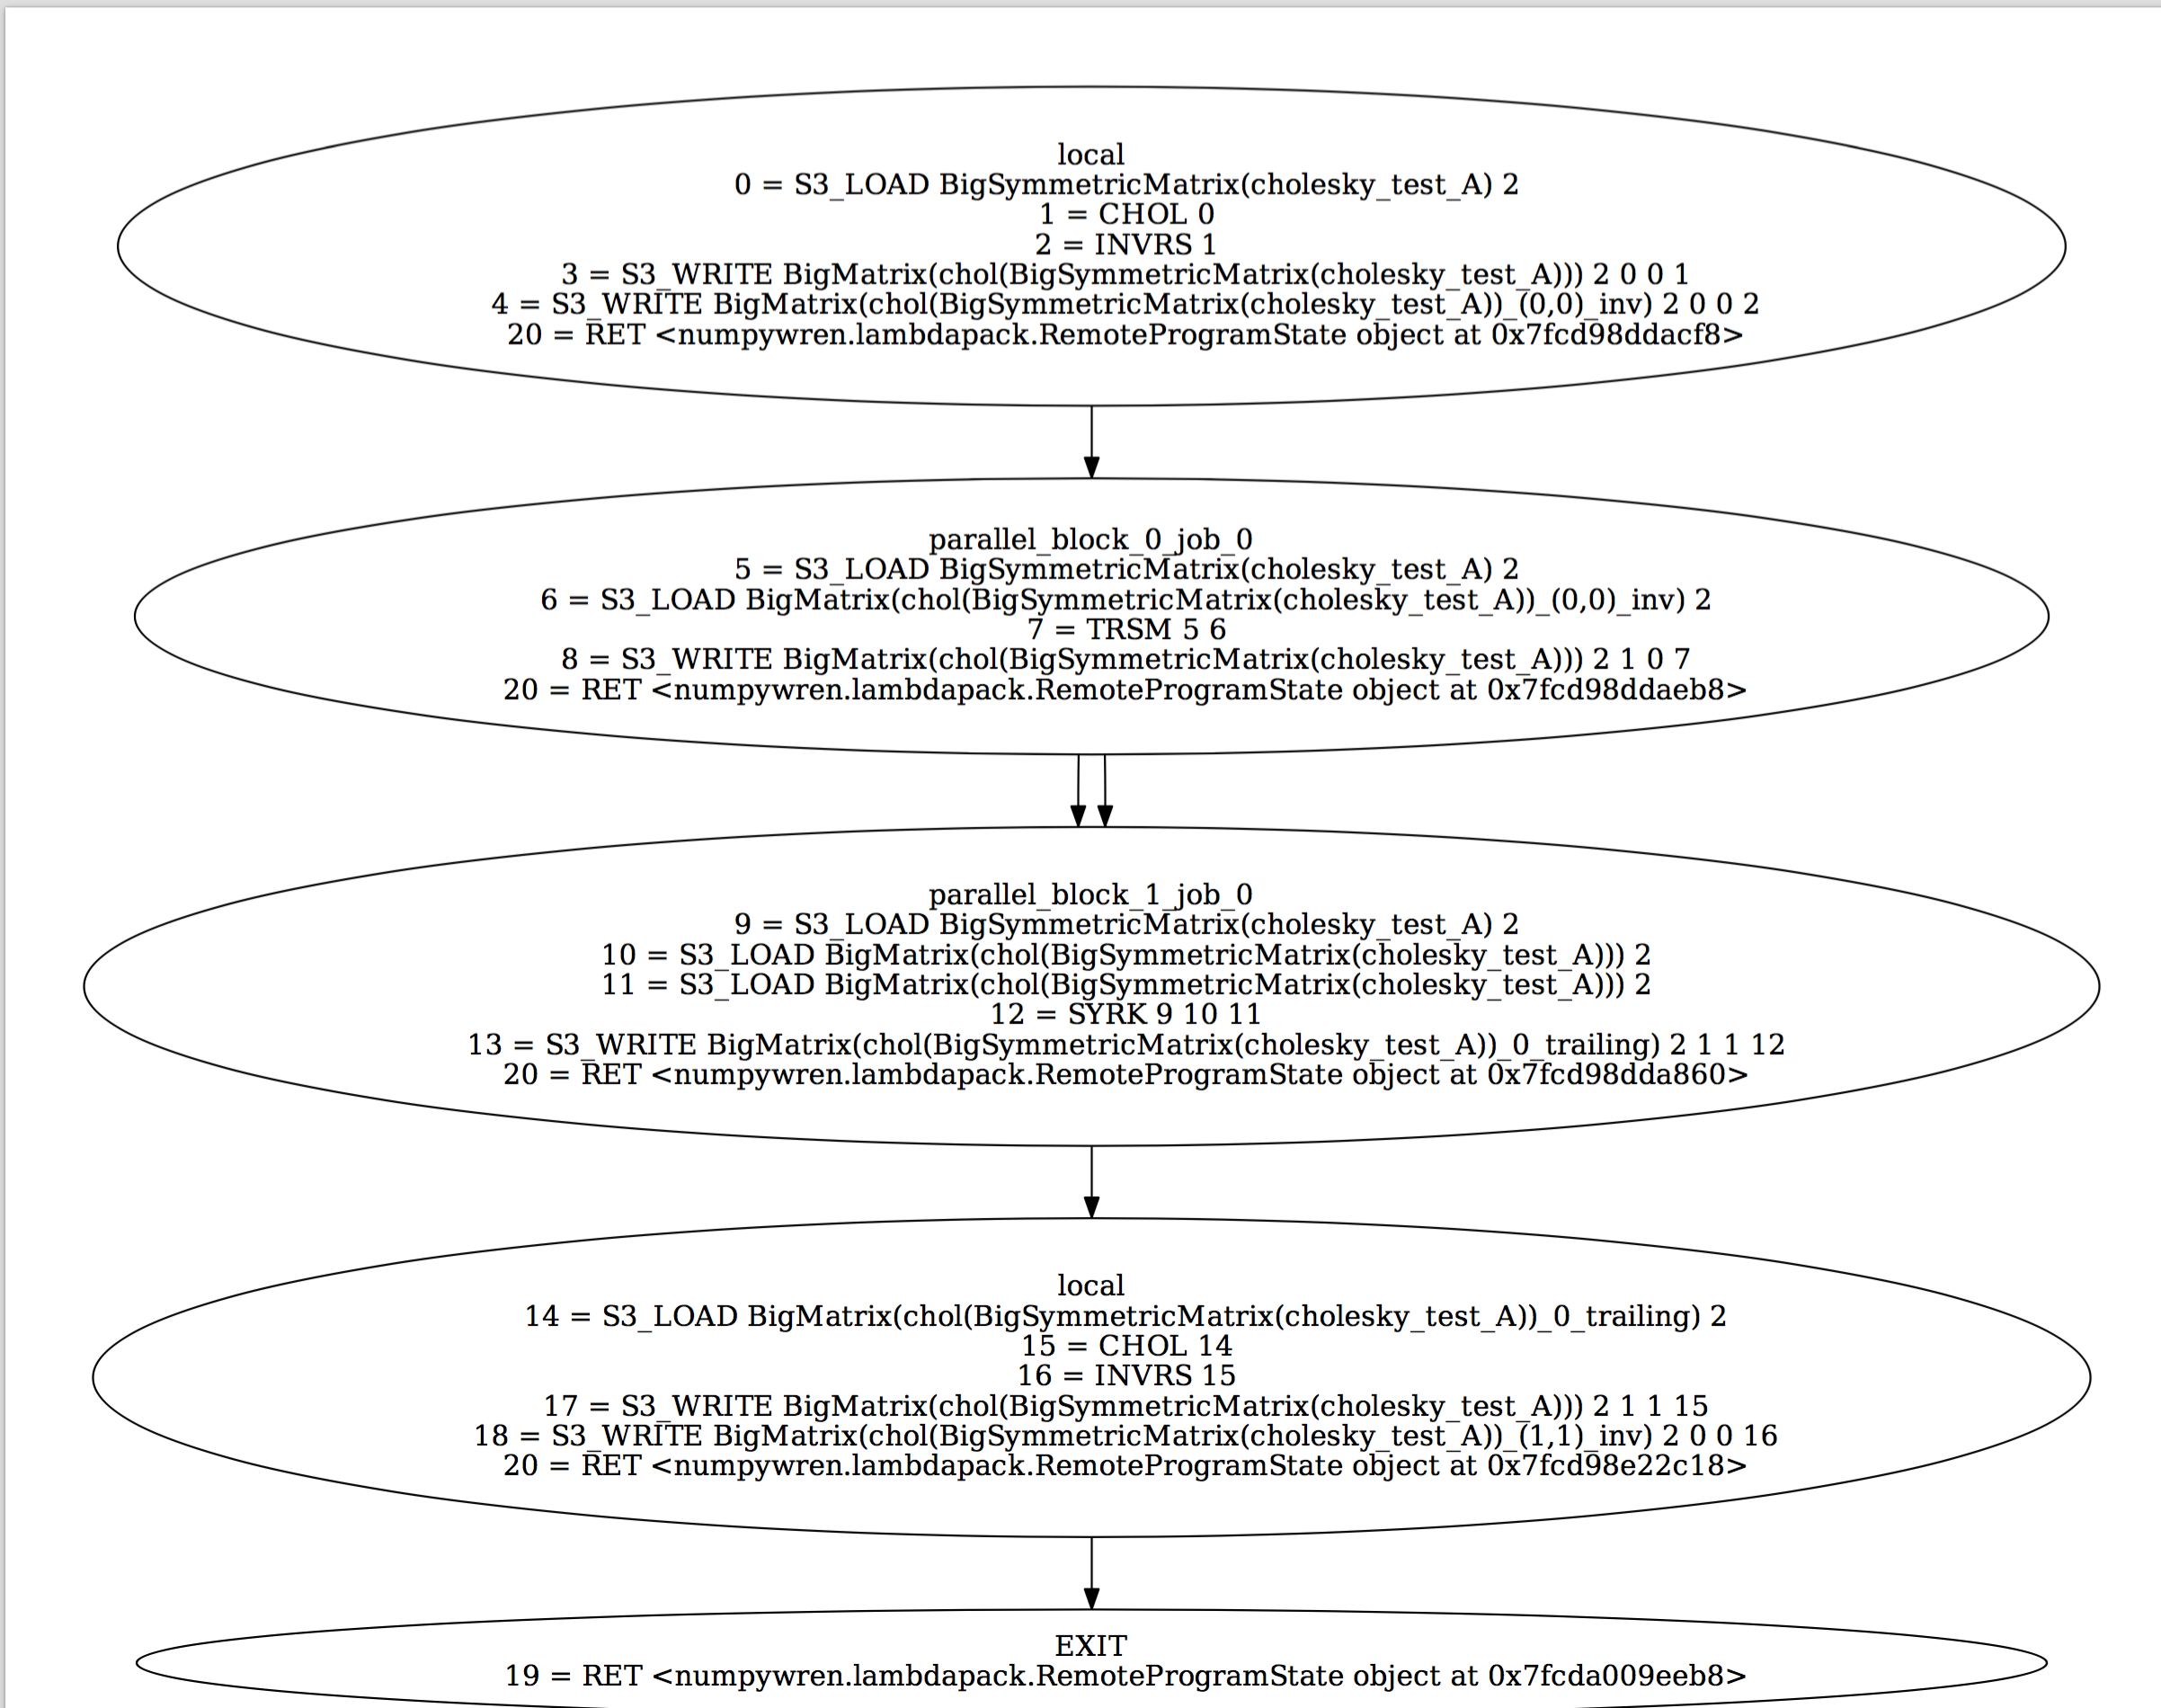 local
0 = S3_LOAD BigSymmetricMatrix(cholesky_test_A) 2
1 = CHOL 0
2 = INVRS 1
3 = S3_WRITE BigMatrix(chol(BigSymmetricMatrix(cholesky_test_A))) 2 0 0 1
4 = S3_WRITE BigMatrix(chol(BigSymmetricMatrix(cholesky_test_A))_(0,0)_inv) 2 0 0 2
20 = RET <numpywren.lambdapack.RemoteProgramState object at 0x7fcd98ddacf8>
parallel_block_0_job_0
5 = S3_LOAD BigSymmetricMatrix(cholesky_test_A) 2
6 = S3_LOAD BigMatrix(chol(BigSymmetricMatrix(cholesky_test_A))_(0,0)_inv) 2
7 = TRSM 5 6
8 = S3_WRITE BigMatrix(chol(BigSymmetricMatrix(cholesky_test_A))) 2 1 0 7
20 = RET <numpywren.lambdapack.RemoteProgramState object at 0x7fcd98ddaeb8>
parallel_block_1_job_0
9 = S3_LOAD BigSymmetricMatrix(cholesky_test_A) 2
10 = S3_LOAD BigMatrix(chol(BigSymmetricMatrix(cholesky_test_A))) 2
11 = S3_LOAD BigMatrix(chol(BigSymmetricMatrix(cholesky_test_A))) 2
12 = SYRK 9 10 11
13 = S3_WRITE BigMatrix(chol(BigSymmetricMatrix(cholesky_test_A))_0_trailing) 2 1 1 12
20 = RET <numpywren.lambdapack.RemoteProgramState object at 0x7fcd98dda860>
local
14 = S3_LOAD BigMatrix(chol(BigSymmetricMatrix(cholesky_test_A))_0_trailing) 2
15 = CHOL 14
16 = INVRS 15
17 = S3_WRITE BigMatrix(chol(BigSymmetricMatrix(cholesky_test_A))) 2 1 1 15
18 = S3_WRITE BigMatrix(chol(BigSymmetricMatrix(cholesky_test_A))_(1,1)_inv) 2 0 0 16
20 = RET <numpywren.lambdapack.RemoteProgramState object at 0x7fcd98e22c18>
EXIT
19 = RET <numpywren.lambdapack.RemoteProgramState object at 0x7fcda009eeb8>